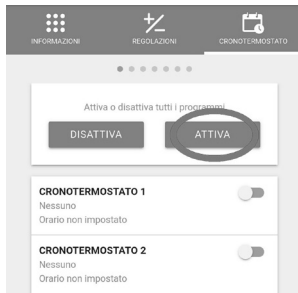 INFORMAZIONI
REGOLAZIONI
CRONOTERMOSTATO
Attiva o disattiva tutti i programmi
DISATTIVA
ATTIVA
CRONOTERMOSTATO 1
Nessuno
Orario non impostato
CRONOTERMOSTATO 2
Nessuno
Orario non impostato